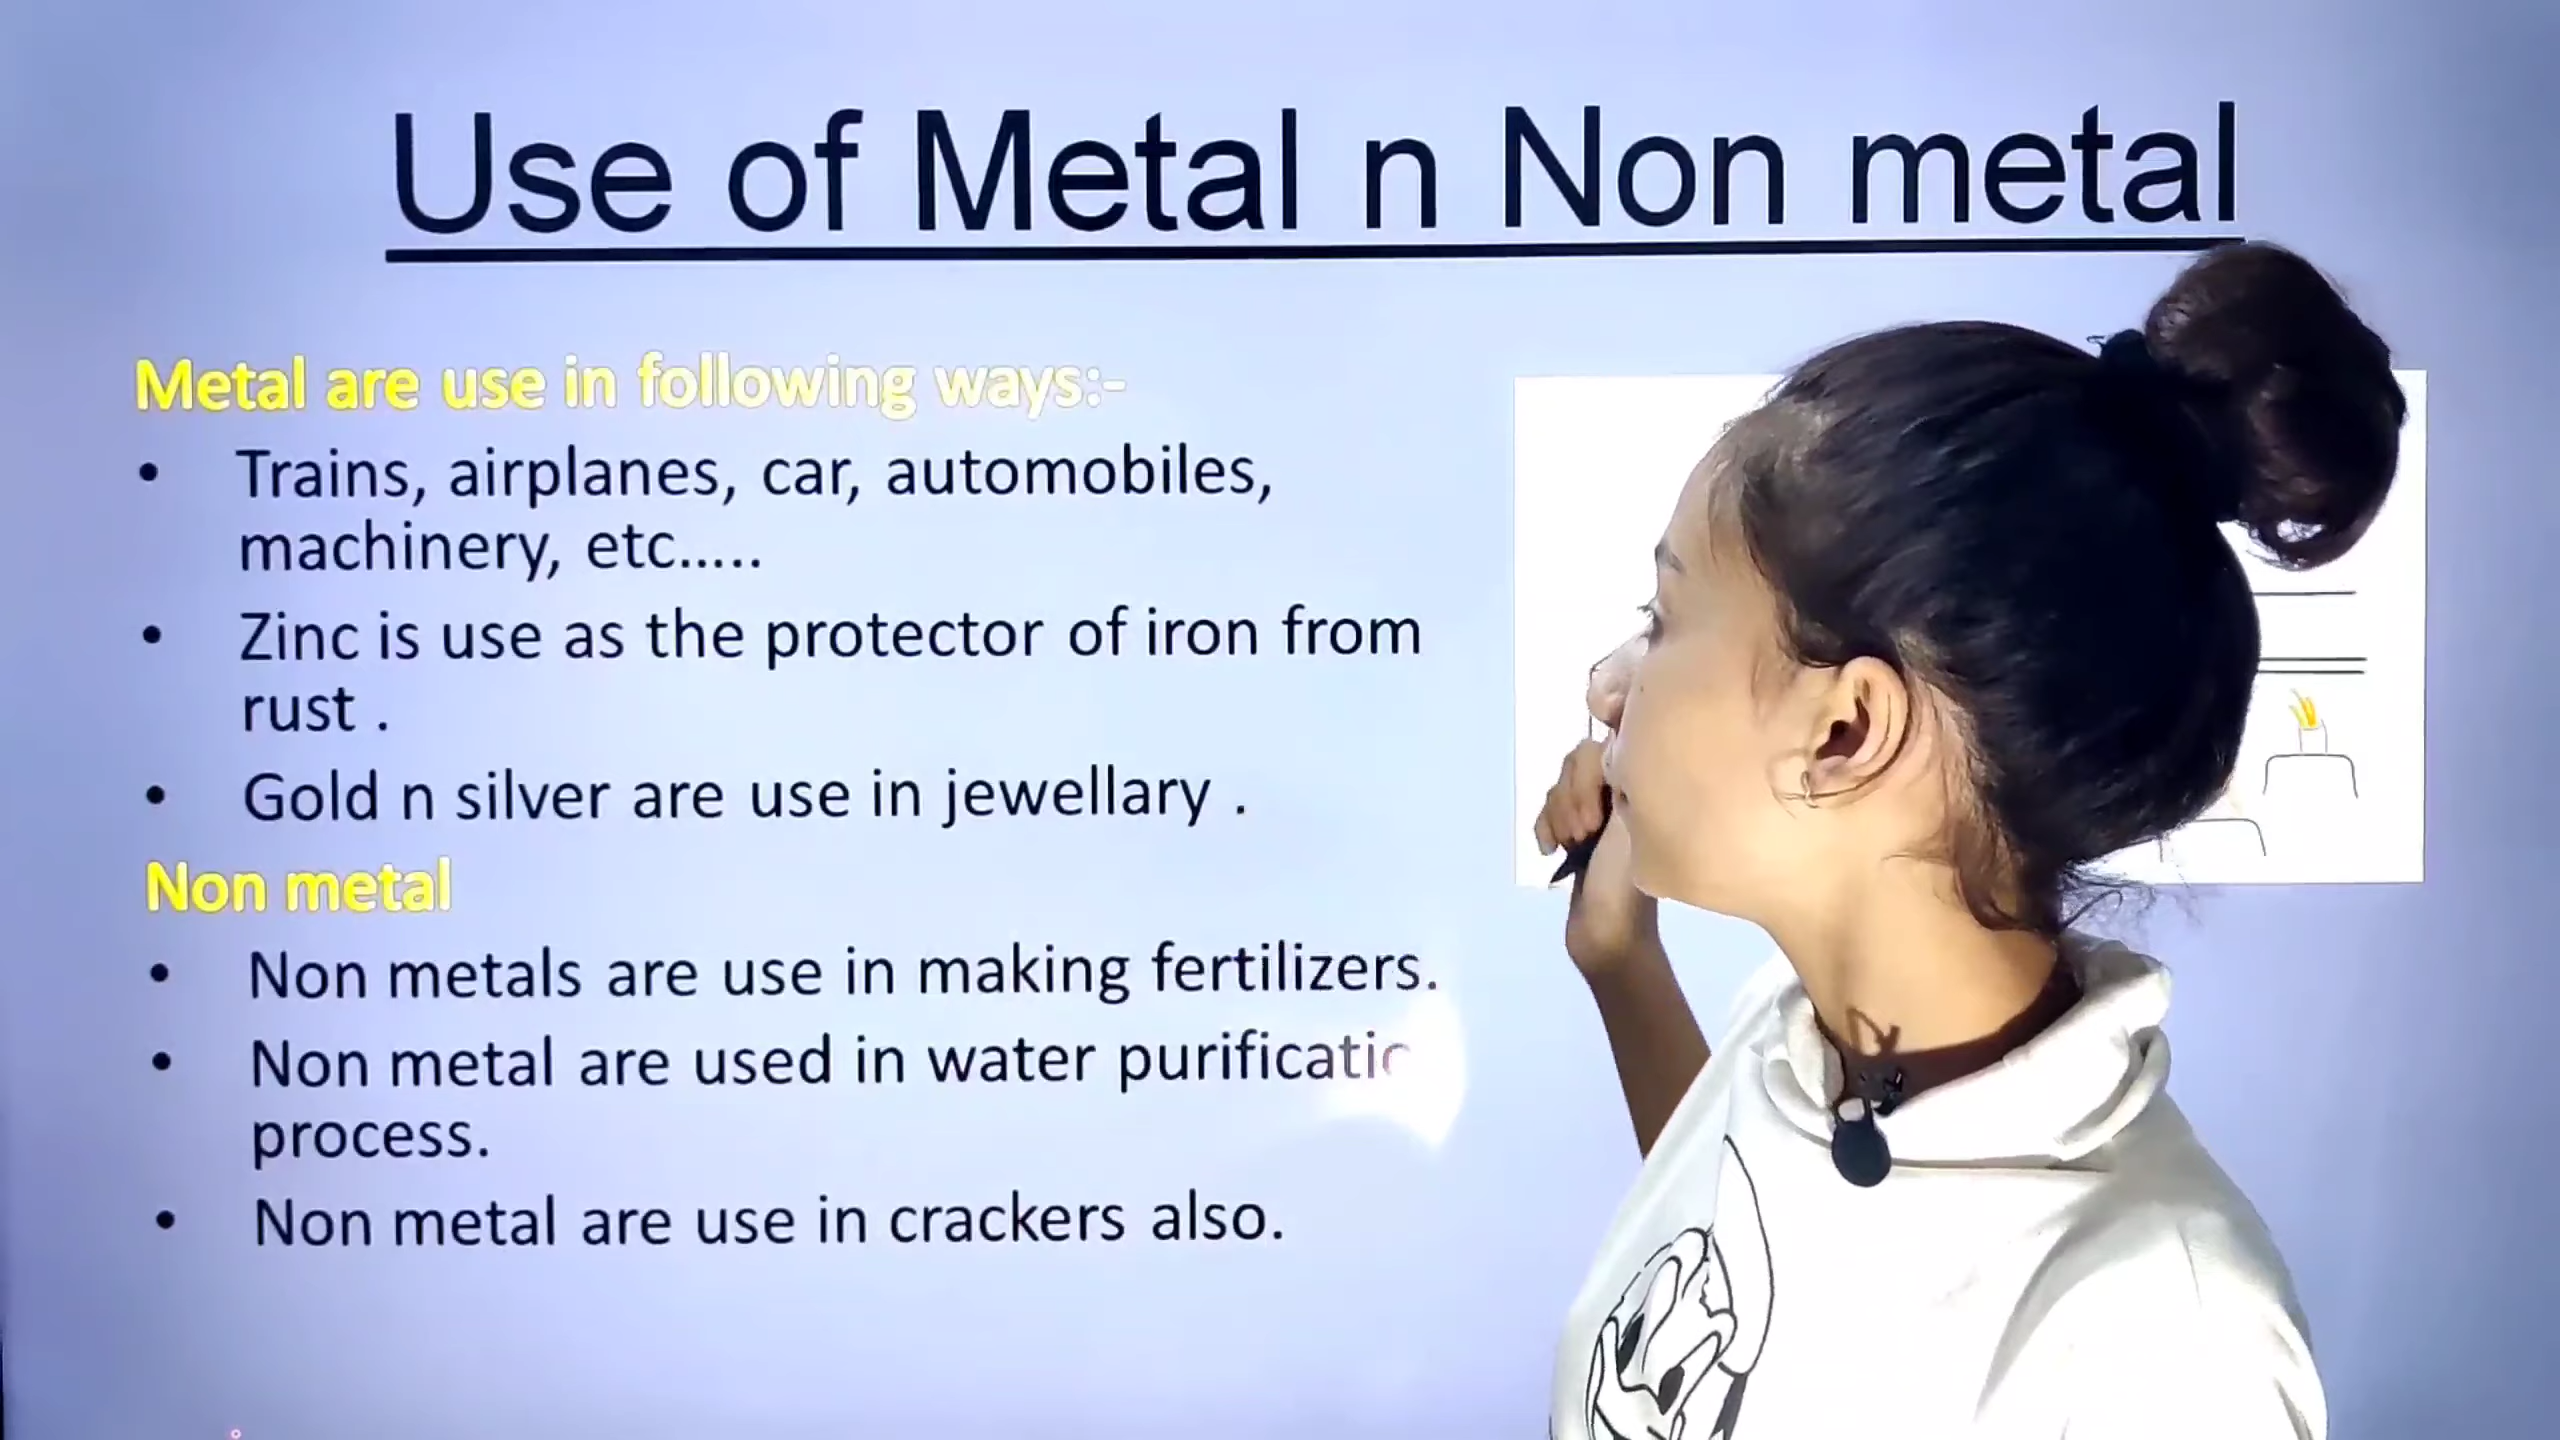 Use of Metal n Non metal
Metal are use in following ways:-
• Trains, airplanes, car, automobiles,
machinery, etc.....
• Zinc is use as the protector of iron from
rust .
• Gold n silver are use in jewellary .
Non metal
• Non metals are use in making fertilizers.
• Non metal are used in water
process.
• Non metal are use in crackers also.